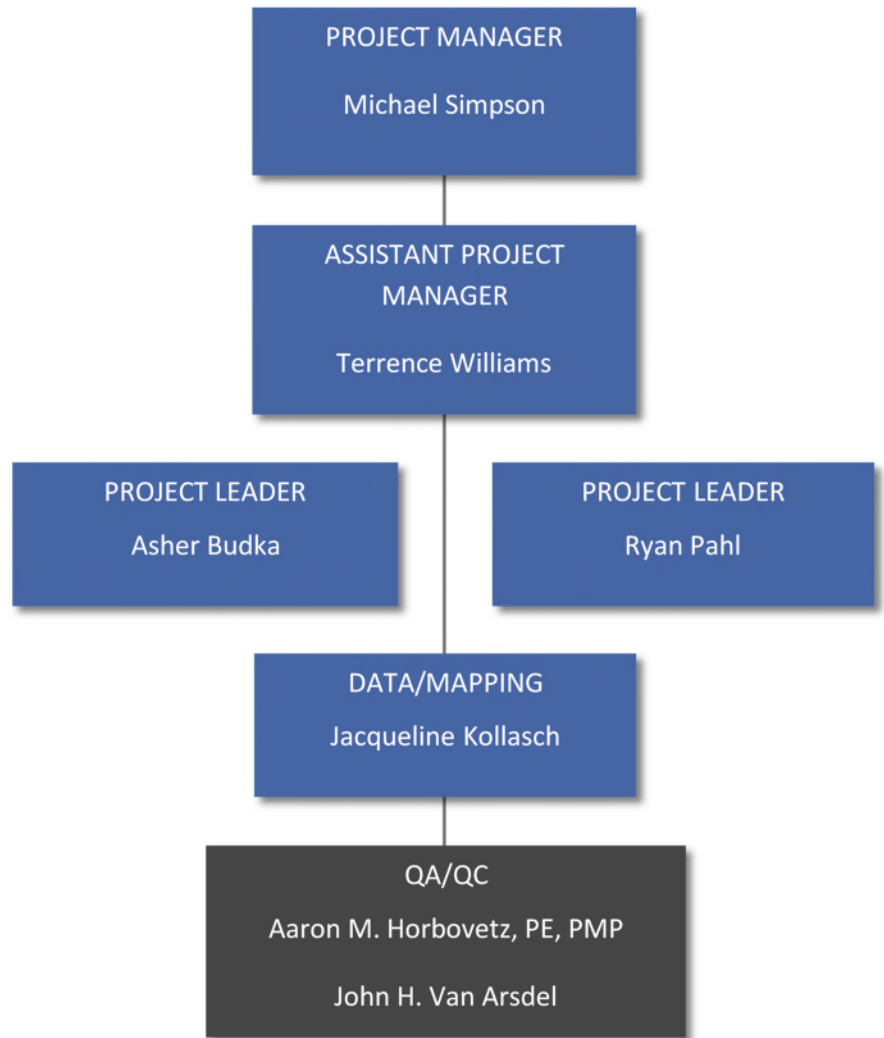 PROJECT MANAGER
Michael Simpson
ASSISTANT PROJECT
MANAGER
Terrence Williams
PROJECT LEADER
Asher Budka
PROJECT LEADER
Ryan Pahl
DATA/MAPPING
Jacqueline Kollasch
QA/QC
Aaron M. Horbovetz, PE, PMP
John H. Van Arsdel